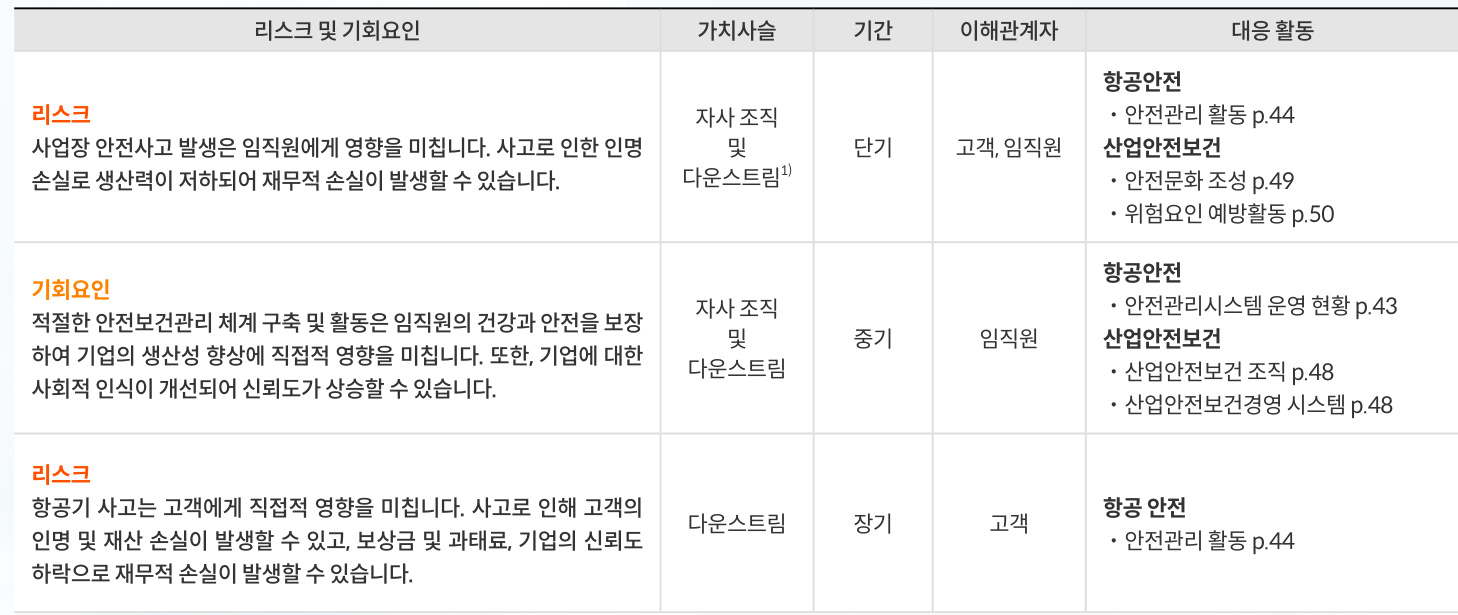 리스크 및 기회요인 가치사슬 기간 이해관계자 대응 활동
리스크
사업장 안전사고 발생은 임직원에게 영향을 미칩니다. 사고로 인한 인명
손실로 생산력이 저하되어 재무적 손실이 발생할 수 있습니다.
자사 조직
및
다운스트림1)
단기
고객, 임직원
항공안전
· 안전관리 활동 p.44
산업안전보건
· 안전문화 조성 p.49
· 위험요인 예방활동 p.50
기회요인
적절한 안전보건관리 체계 구축 및 활동은 임직원의 건강과 안전을 보장
하여 기업의 생산성 향상에 직접적 영향을 미칩니다. 또한, 기업에 대한
사회적 인식이 개선되어 신뢰도가 상승할 수 있습니다.
자사 조직
및
다운스트림
중기
임직원
항공안전
· 안전관리시스템 운영 현황 p.43
산업안전보건
· 산업안전보건 조직 p.48
· 산업안전보건경영 시스템 p.48
리스크
항공기 사고는 고객에게 직접적 영향을 미칩니다. 사고로 인해 고객의
인명 및 재산 손실이 발생할 수 있고, 보상금 및 과태료, 기업의 신뢰도
하락으로 재무적 손실이 발생할 수 있습니다.
다운스트림
장기
고객
항공 안전
· 안전관리 활동 p.44